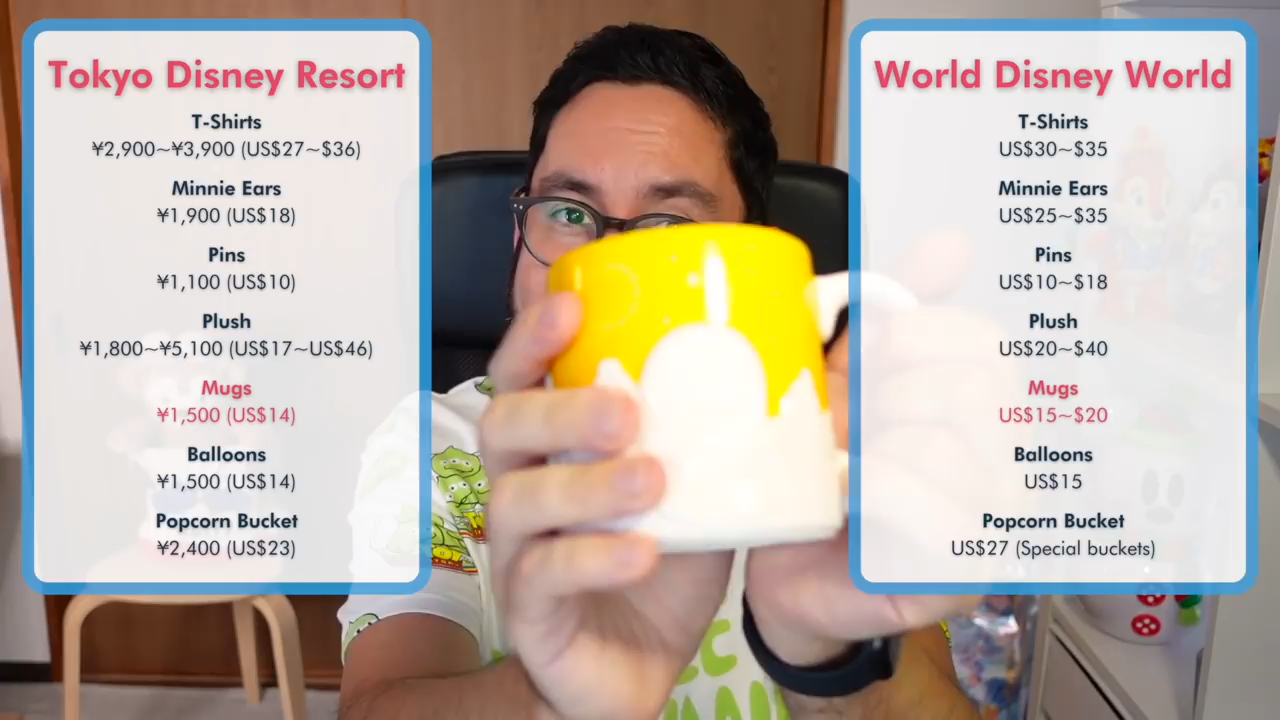 Tokyo Disney Resort
T-Shirts
¥2,900~¥3,900 (US$27~$36)
Minnie Ears
¥1,900 (US$18)
Pins
¥1,100 (US$10)
Plush
¥1,800~¥5,100 (US$17~US$46)
Mugs
¥1,500 (US$14)
Balloons
¥1,500 (US$14)
Popcorn Bucket
¥2,400 (US$23)
World Disney World
T-Shirts
US$30~$35
Minnie Ears
US$25~$35
Pins
US$10~$18
Plush
US$20~$40
Mugs
US$15~$20
Balloons
US$15
Popcorn Bucket
US$27 (Special buckets)